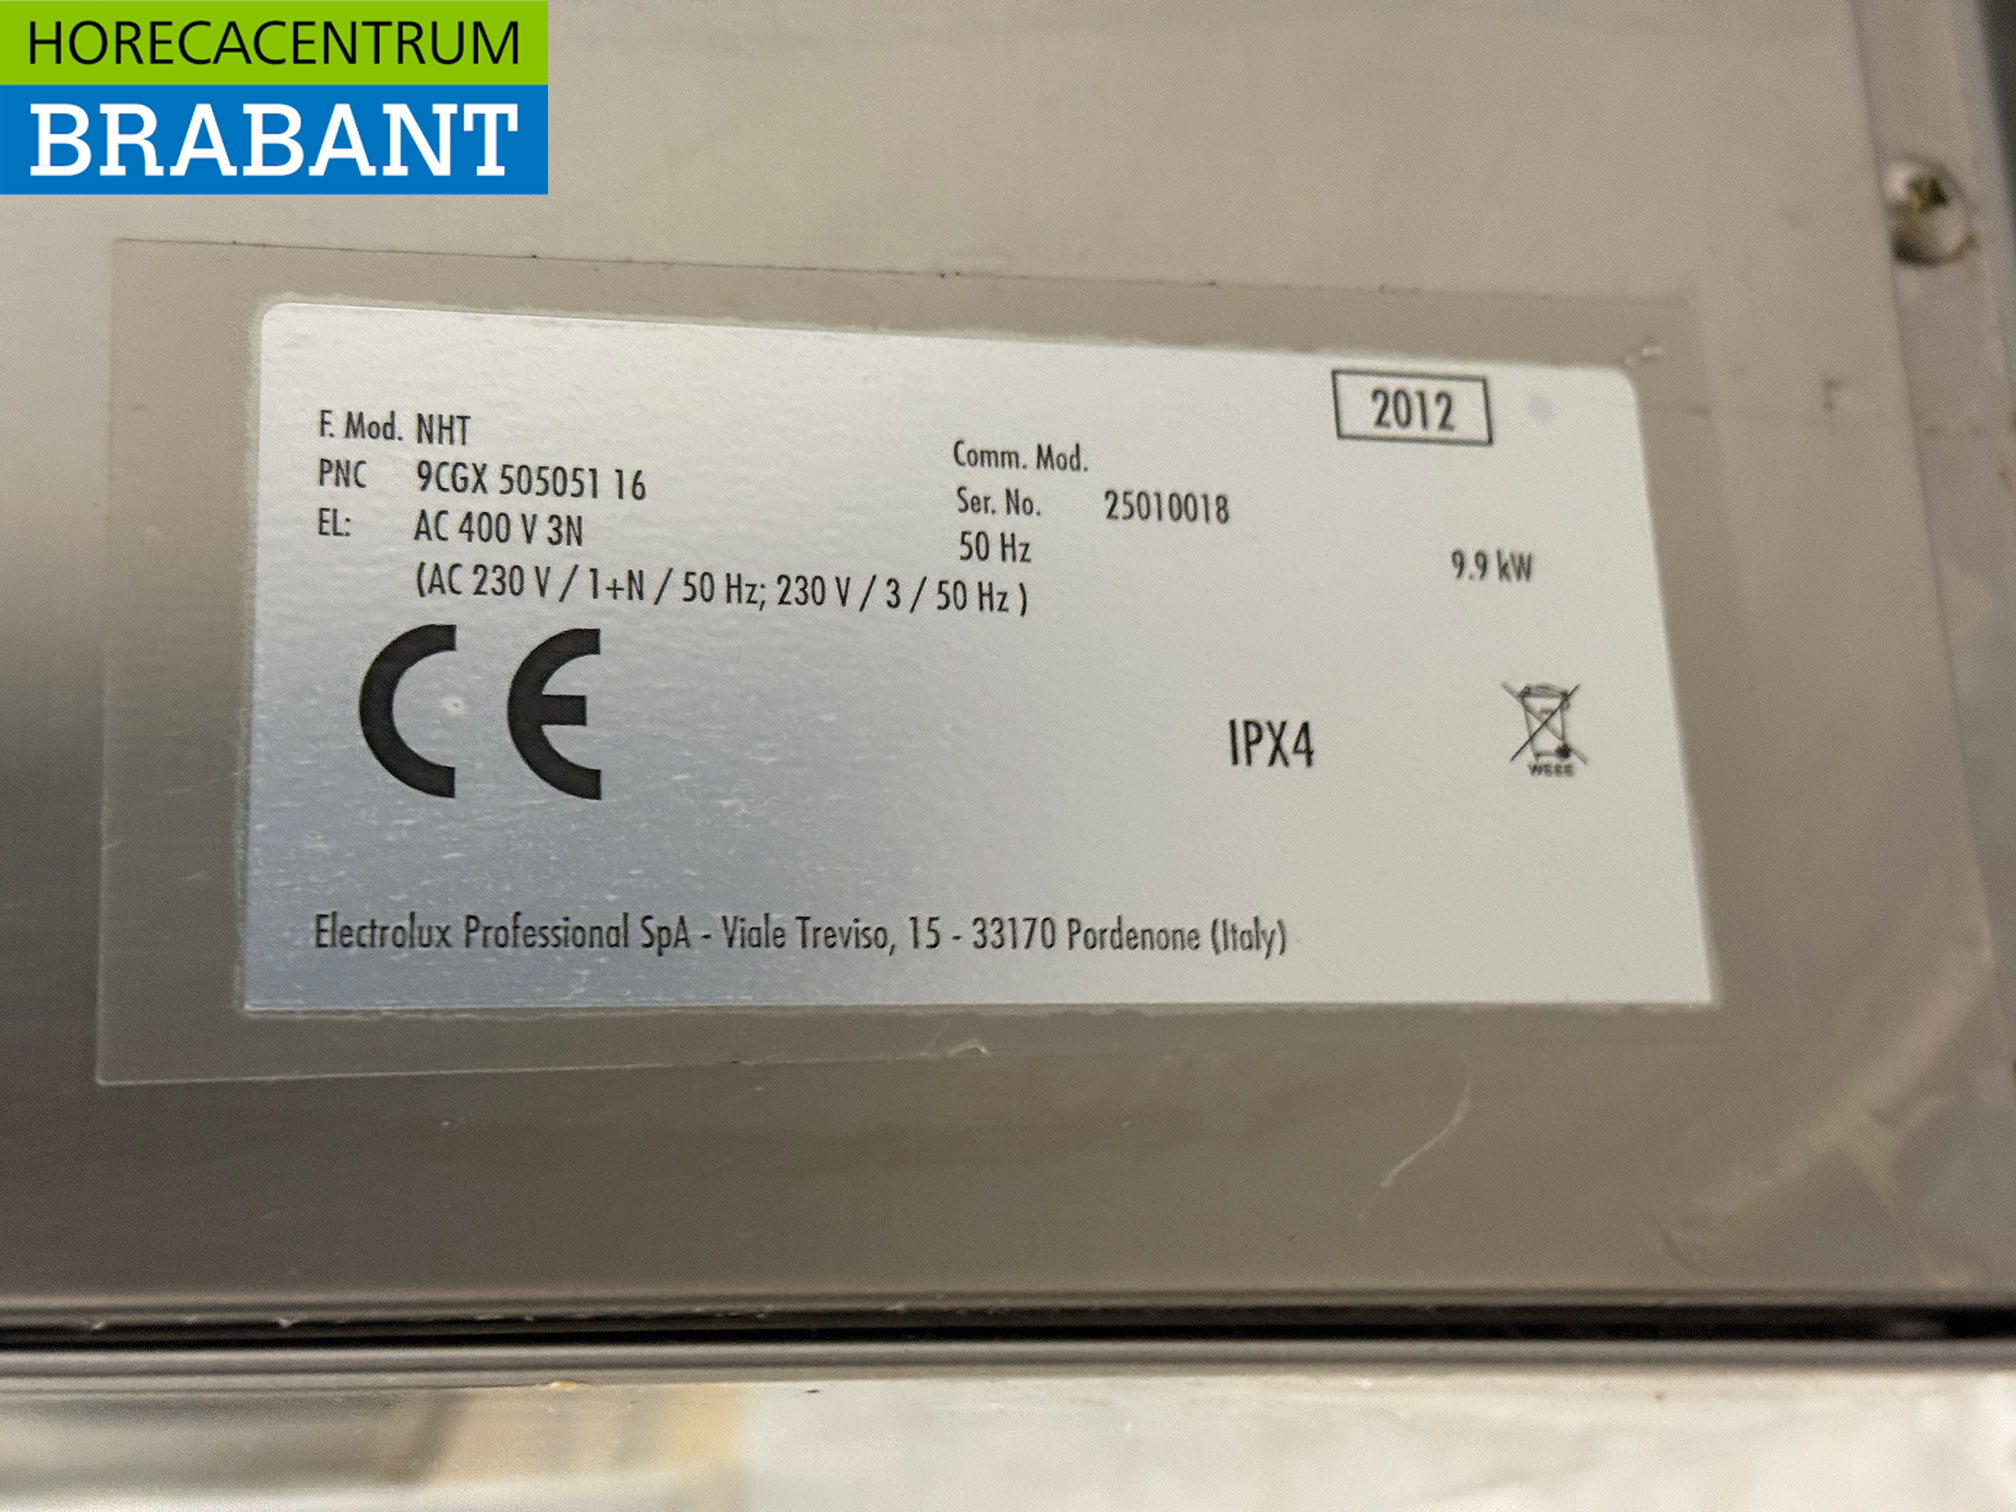 HORECACENTRUM
BRABANT
2012
F. Mod. NHT
Comm. Mod.
PNC 9CGX 505051 16
Ser. No. 25010018
EL: AC 400 V 3N
50 Hz
9.9 kW
(AC 230 V / 1+N / 50 Hz; 230 V / 3 / 50 Hz )
CE
IPX4
WEEE
Electrolux Professional SpA - Viale Treviso, 15 - 33170 Pordenone (Italy)